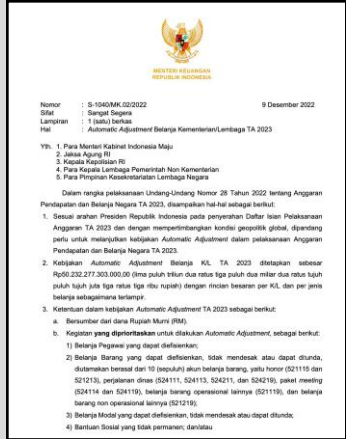 MENTERI KEUANGAN
REPUBLIK INDONESIA
Nomor : S-1040/MK.02/2022 9 Desember 2022
Sifat : Sangat Segera
Lampiran : 1 (satu) berkas
Hal : Automatic Adjustment Belanja Kementerian/Lembaga TA 2023
Yth. 1. Para Menteri Kabinet Indonesia Maju
2. Jaksa Agung RI
3. Kepala Kepolisian RI
4. Para Kepala Lembaga Pemerintah Non Kementerian
5. Para Pimpinan Kesekretariatan Lembaga Negara
Dalam rangka pelaksanaan Undang-Undang Nomor 28 Tahun 2022 tentang Anggaran
Pendapatan dan Belanja Negara TA 2023, disampaikan hal-hal sebagai berikut:
1. Sesuai arahan Presiden Republik Indonesia pada penyerahan Daftar Isian Pelaksanaan
Anggaran TA 2023 dan dengan mempertimbangkan kondisi geopolitik global, dipandang
perlu untuk melanjutkan kebijakan Automatic Adjustment dalam pelaksanaan Anggaran
Pendapatan dan Belanja Negara TA 2023.
2. Kebijakan Automatic Adjustment Belanja K/L TA 2023 ditetapkan sebesar
Rp50.232.277.303.000,00 (lima puluh triliun dua ratus tiga puluh dua miliar dua ratus tujuh
puluh tujuh juta tiga ratus tiga ribu rupiah) dengan rincian besaran per K/L dan per jenis
belanja sebagaimana terlampir.
3. Ketentuan dalam kebijakan Automatic Adjustment TA 2023 sebagai berikut:
a. Bersumber dari dana Rupiah Murni (RM).
b. Kegiatan yang diprioritaskan untuk dilakukan Automatic Adjustment, sebagai berikut:
1) Belanja Pegawai yang dapat diefisienkan;
2) Belanja Barang yang dapat diefisienkan, tidak mendesak atau dapat ditunda,
diutamakan berasal dari 10 (sepuluh) akun belanja barang, yaitu honor (521115 dan
521213), perjalanan dinas (524111, 524113, 524211, dan 524219), paket meeting
(524114 dan 524119), belanja barang operasional lainnya (521119), dan belanja
barang non operasional lainnya (521219);
3) Belanja Modal yang dapat diefisienkan, tidak mendesak atau dapat ditunda;
4) Bantuan Sosial yang tidak permanen; dan/atau